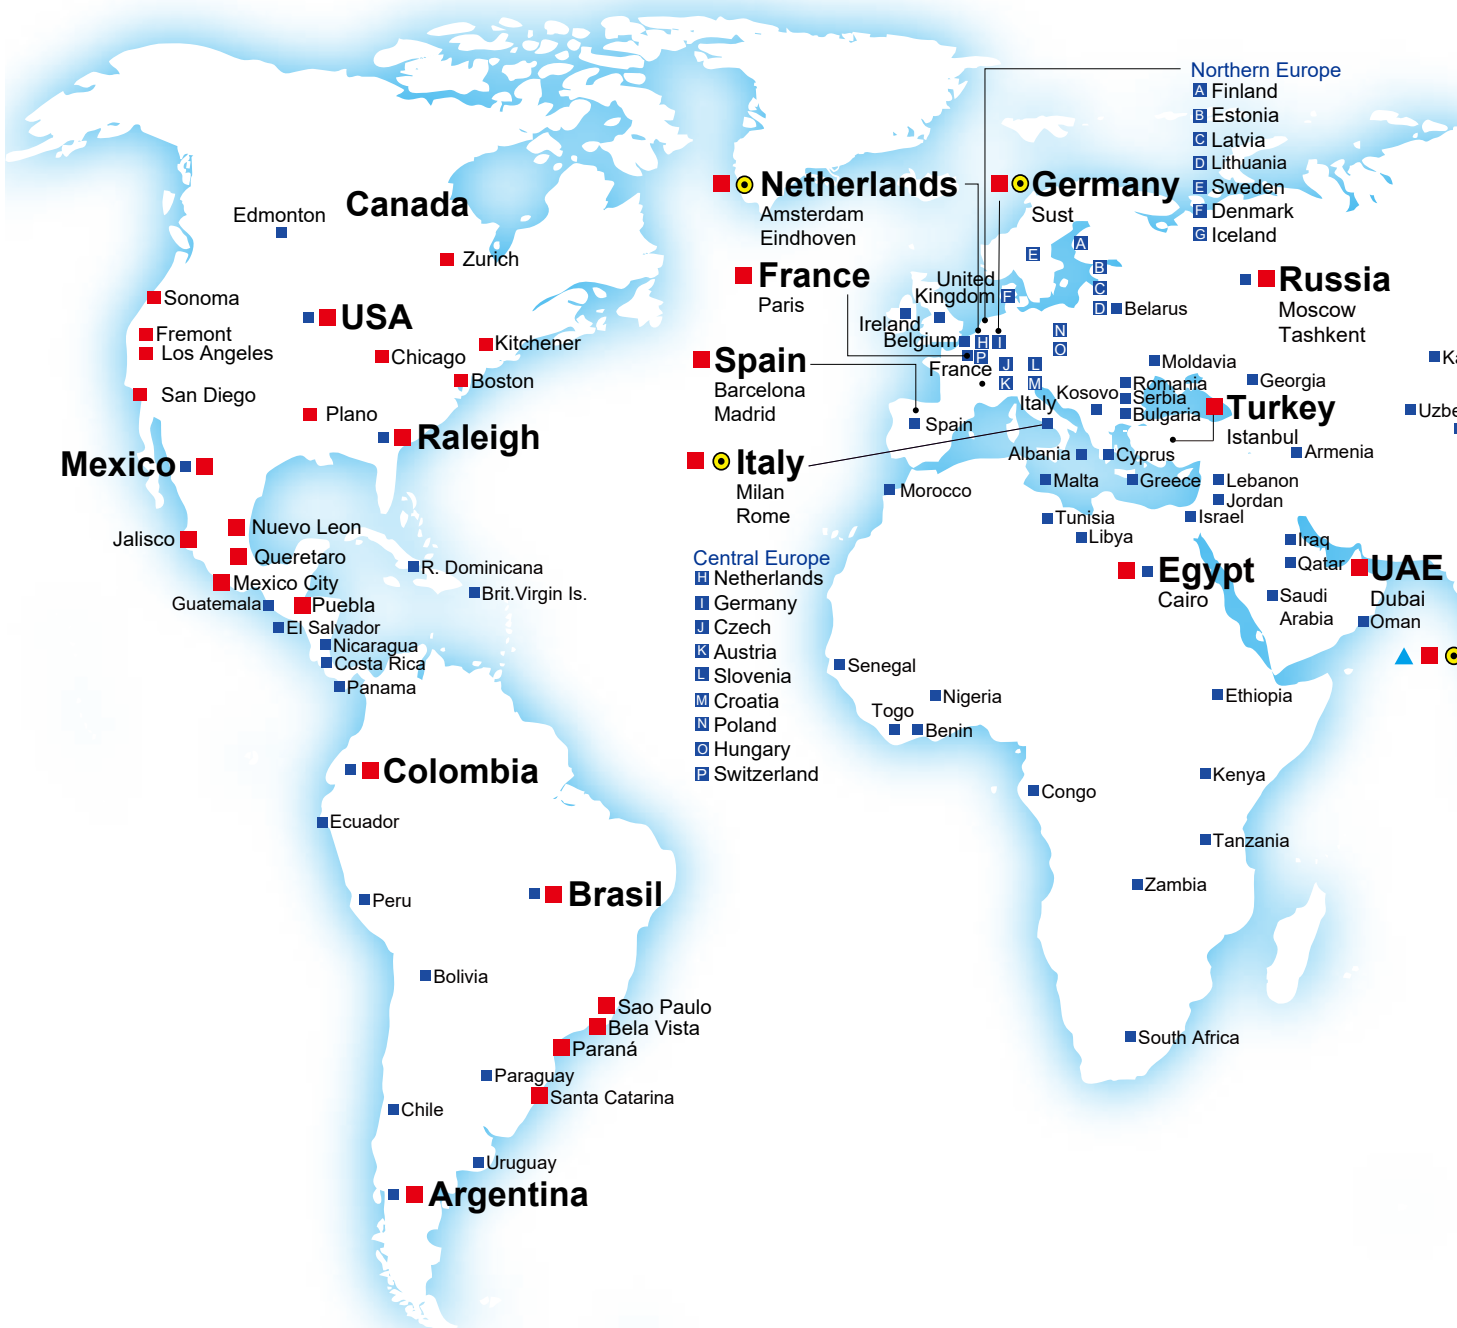 Northern Europe
A Finland
B Estonia
C Latvia
D Lithuania
E Sweden
F Denmark
G Iceland
Netherlands
Amsterdam
Eindhoven
Germany
Sust
Canada
Edmonton
Zurich
France
Paris
Russia
Moscow
Tashkent
Sonoma
USA
Fremont
Los Angeles
Kitchener
Chicago
San Diego
Boston
Plano
Raleigh
Mexico
Spain
Barcelona
Madrid
Italy
Milan
Rome
United
Kingdom
Ireland
Belgium
France
A
E
B
C
D
F
N
O
H
I
P
J
L
K
M
Belarus
Moldavia
Romania
Serbia
Bulgaria
Kosovo
Italy
Spain
Georgia
Turkey
Istanbul
Armenia
Albania
Cyprus
Malta
Greece
Lebanon
Jordan
Israel
Morocco
Tunisia
Libya
Iraq
Qatar
UAE
Dubai
Oman
Saudi
Arabia
Egypt
Cairo
Nuevo Leon
Jalisco
Queretaro
Mexico City
Guatemala
Puebla
El Salvador
Nicaragua
Costa Rica
Panama
R. Dominicana
Brit.Virgin Is.
Central Europe
H Netherlands
I Germany
J Czech
K Austria
L Slovenia
M Croatia
N Poland
O Hungary
P Switzerland
Senegal
Nigeria
Togo
Benin
Ethiopia
Kenya
Congo
Tanzania
Zambia
South Africa
Colombia
Ecuador
Peru
Brasil
Bolivia
Sao Paulo
Bela Vista
Paraná
Paraguay
Santa Catarina
Chile
Uruguay
Argentina